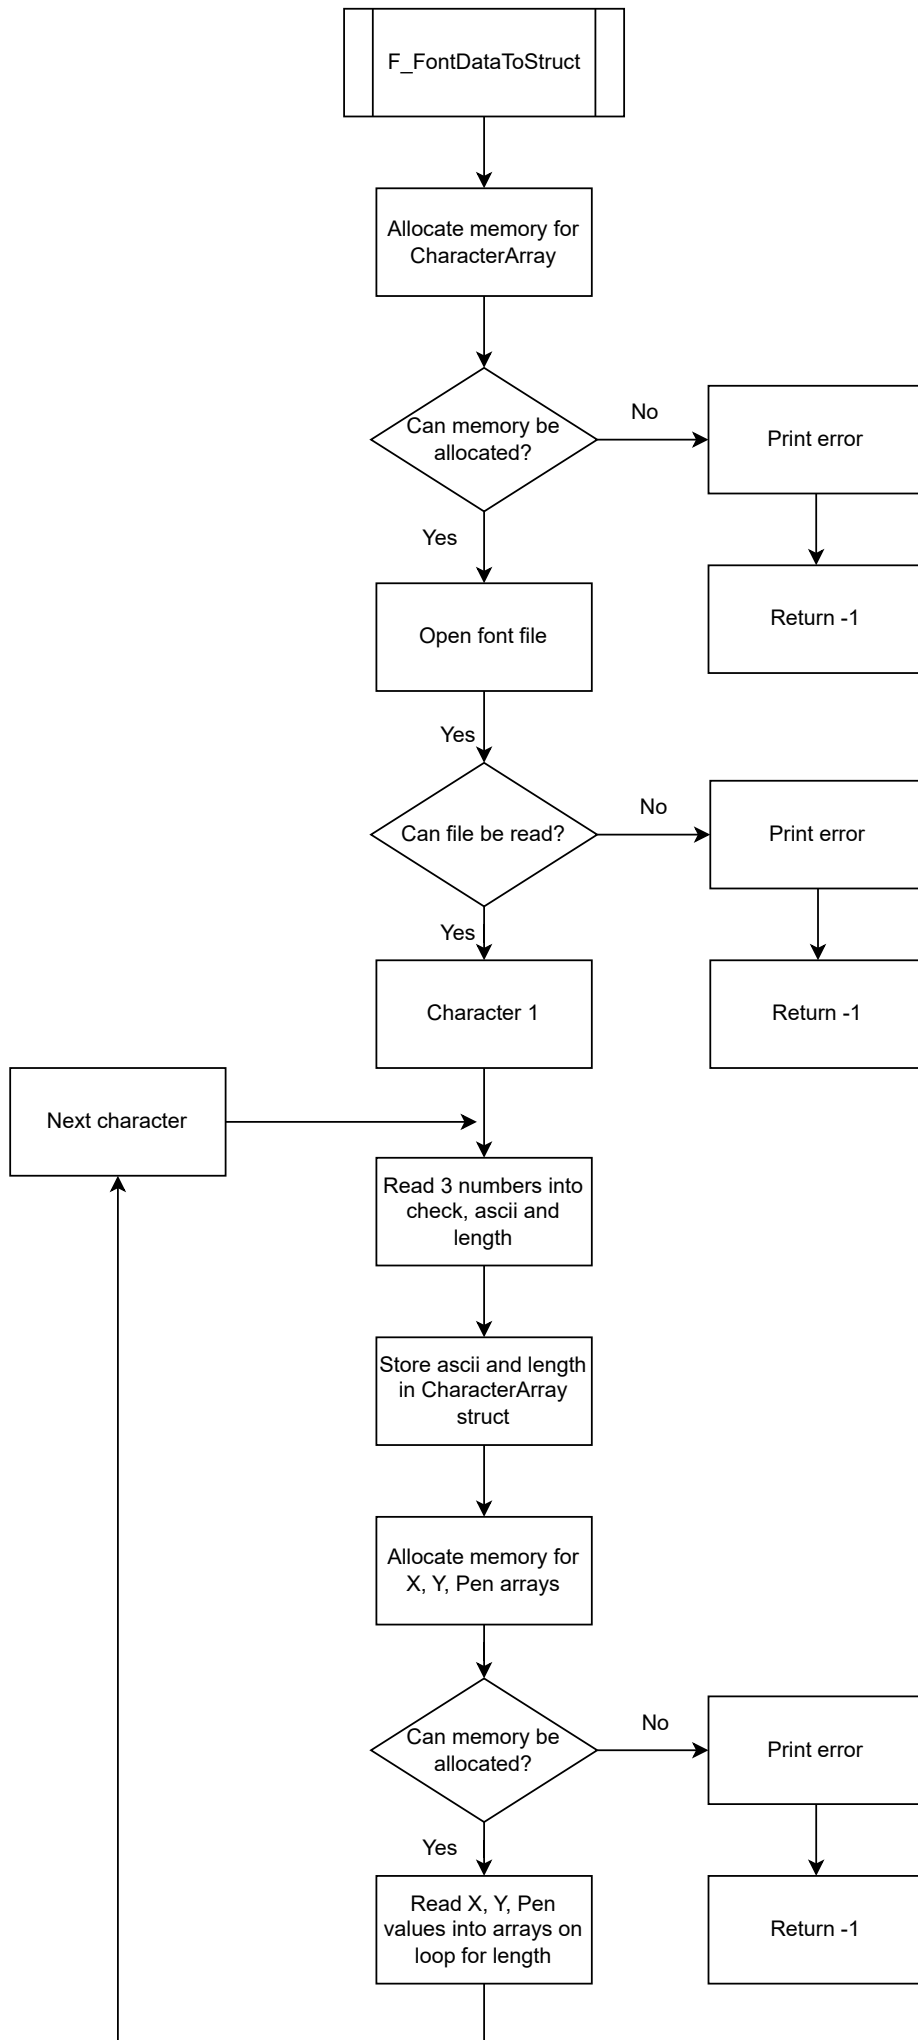 F_FontDataToStruct
Allocate memory for
CharacterArray
Can memory be
allocated?
No
Print error
Yes
Return -1
Open font file
Yes
Can file be read?
No
Print error
Yes
Character 1
Return -1
Next character
Read 3 numbers into
check, ascii and
length
Store ascii and length
in CharacterArray
struct
Allocate memory for
X, Y, Pen arrays
Can memory be
allocated?
No
Print error
Yes
Read X, Y, Pen
values into arrays on
loop for length
Return -1